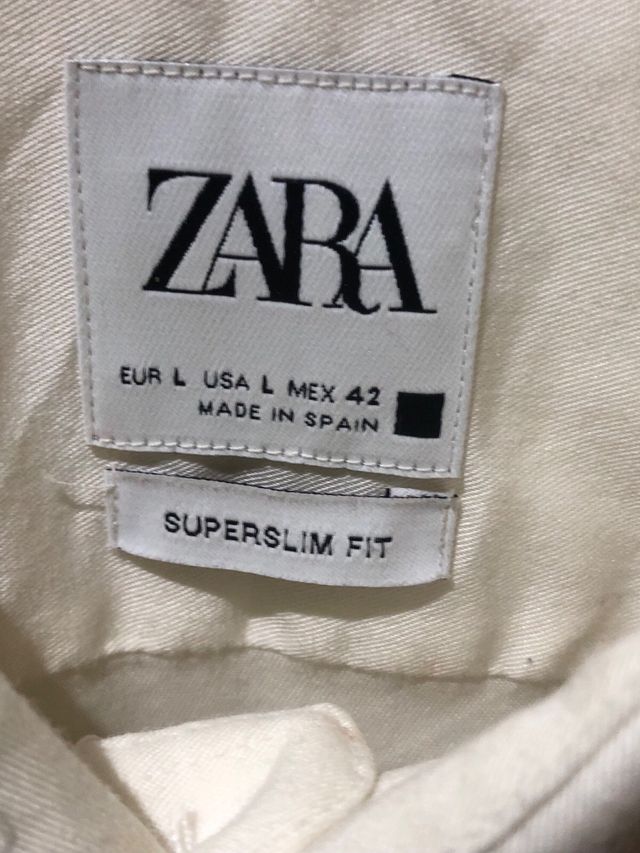 ZARA
EUR L USA L MEX 42
MADE IN SPAIN
SUPERSLIM FIT